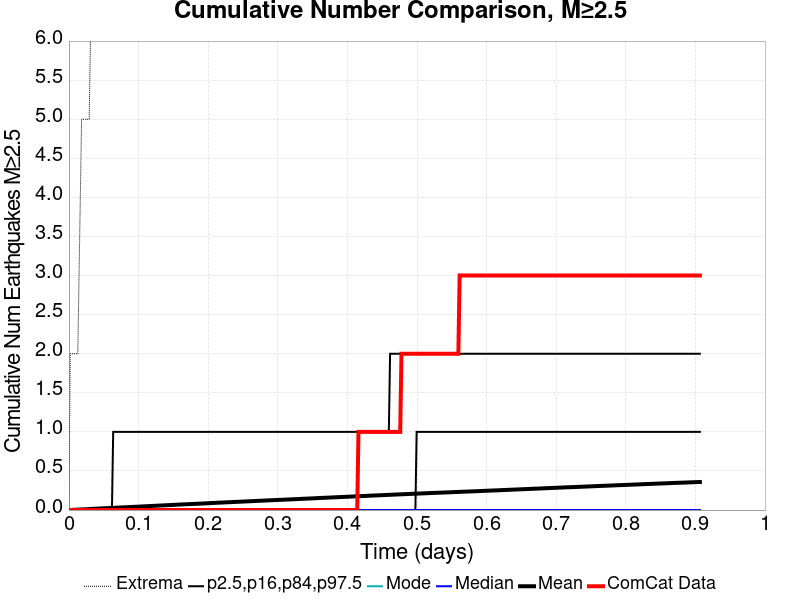 Cumulative Number Comparison, M≥2.5
Cumulative Num Earthquakes M≥2.5
6.0
5.5
5.0
4.5
4.0
3.5
3.0
2.5
2.0
1.5
1.0
0.5
0.0
0 0.1 0.2 0.3 0.4 0.5 0.6 0.7 0.8 0.9 1
Time (days)
Extrema p2.5,p16,p84,p97.5 Mode Median Mean ComCat Data